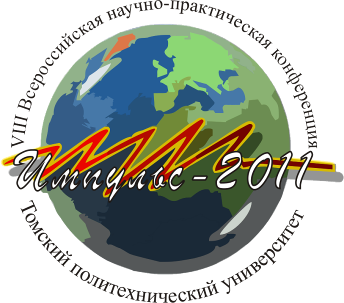 VIII Всероссийская научно-практическая конференция
Импульс-2011
Томский политехнический университет